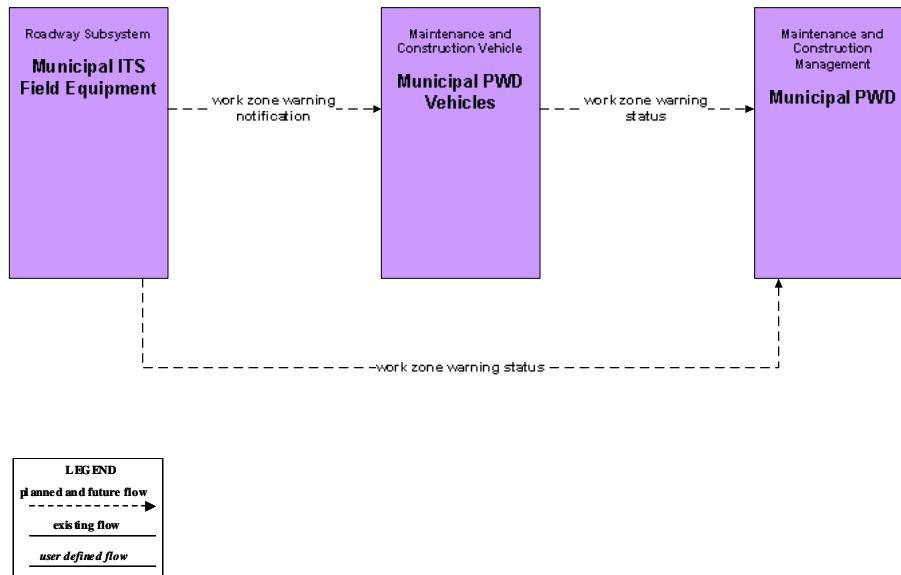 Roadway Subsystem
Municipal ITS
Field Equipment
Maintenance and
Construction Vehicle
Municipal PWD
Vehicles
Maintenance and
Construction
Management
Municipal PWD
work zone warning
notification
work zone warning
status
work zone warning status
LEGEND
planned and future flow
existing flow
user defined flow